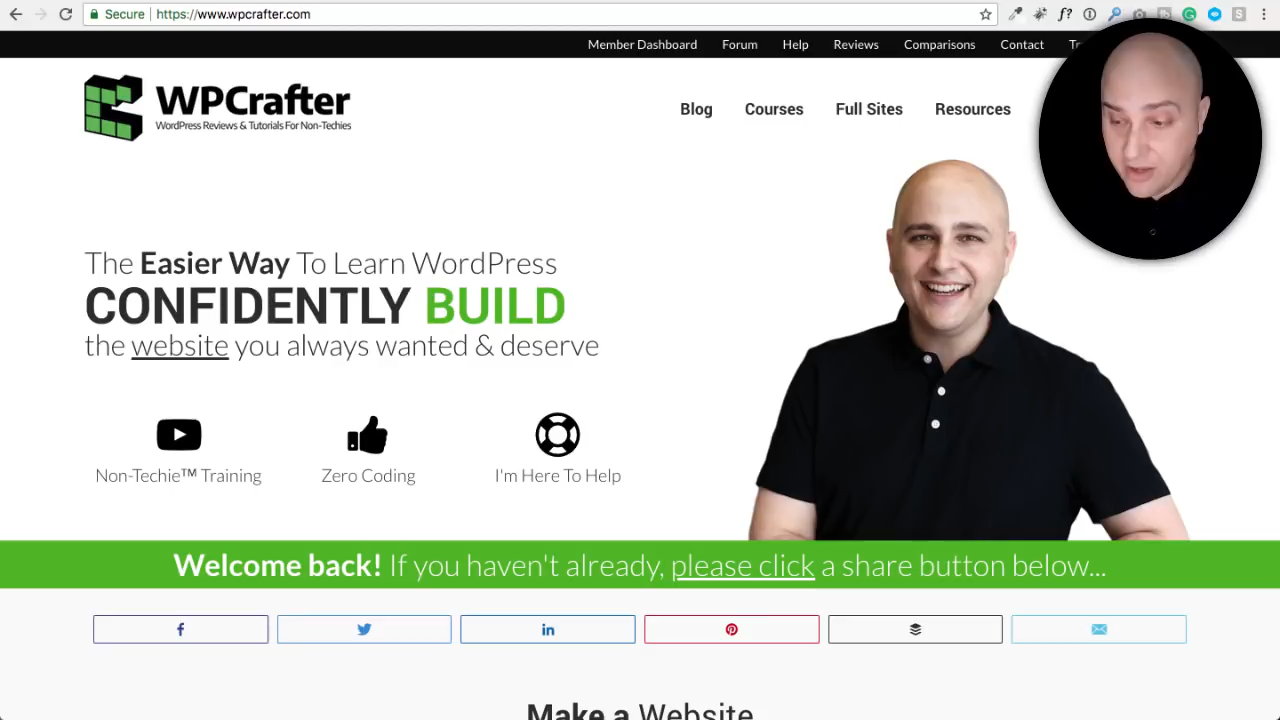 Secure https://www.wpcrafter.com
Member Dashboard Forum Help Reviews Comparisons Contact
WPCrafter
WordPress Reviews & Tutorials For Non-Techies
Blog Courses Full Sites Resources
The Easier Way To Learn WordPress
CONFIDENTLY BUILD
the website you always wanted & deserve
Non-Techie™ Training Zero Coding I'm Here To Help
Welcome back! If you haven't already, please click a share button below...
Make a Website